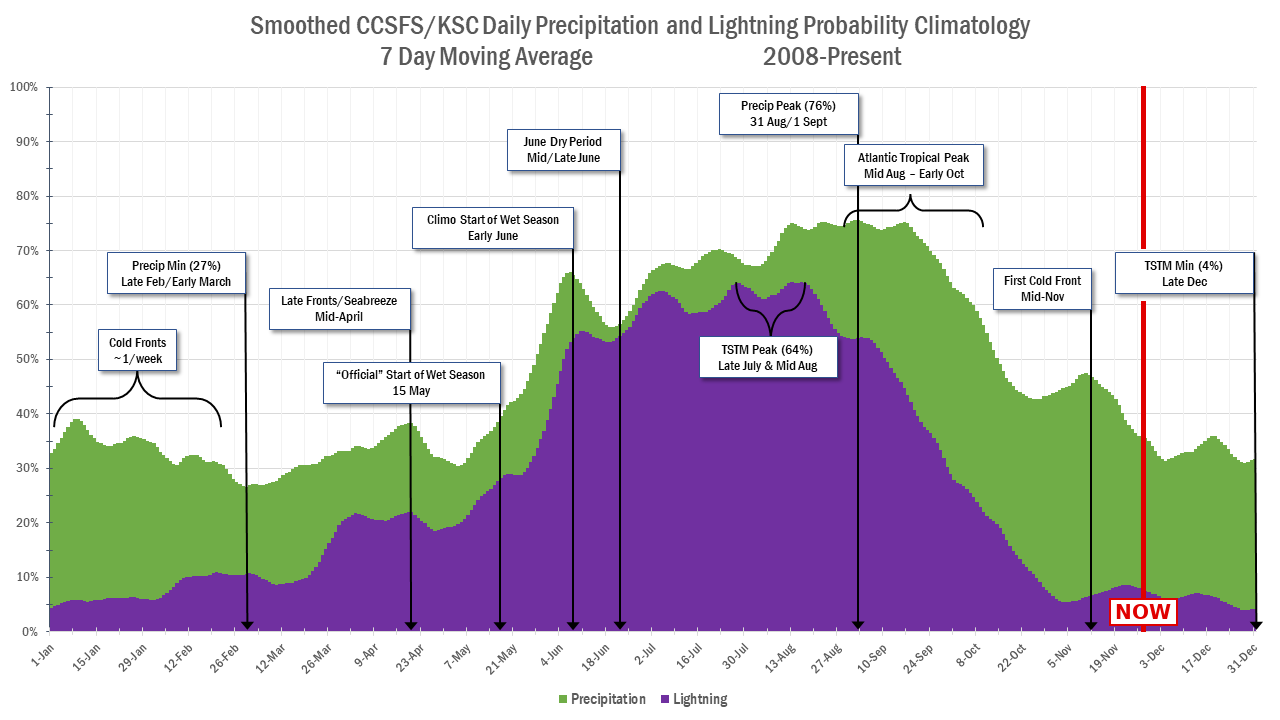 Smoothed CCSFS/KSC Daily Precipitation and Lightning Probability Climatology
7 Day Moving Average 2008-Present
100%
90%
80%
70%
60%
50%
40%
30%
20%
10%
0%
Precip Peak (76%)
31 Aug/1 Sept
June Dry Period
Mid/Late June
Atlantic Tropical Peak
Mid Aug – Early Oct
Climo Start of Wet Season
Early June
Precip Min (27%)
Late Feb/Early March
TSTM Min (4%)
Late Dec
First Cold Front
Mid-Nov
Late Fronts/Seabreeze
Mid-April
Cold Fronts
~1/week
TSTM Peak (64%)
Late July & Mid Aug
“Official” Start of Wet Season
15 May
NOW
1-Jan
15-Jan
29-Jan
12-Feb
26-Feb
12-Mar
26-Mar
9-Apr
23-Apr
7-May
21-May
4-Jun
18-Jun
2-Jul
16-Jul
30-Jul
13-Aug
27-Aug
10-Sep
24-Sep
8-Oct
22-Oct
5-Nov
19-Nov
3-Dec
17-Dec
31-Dec
Precipitation Lightning